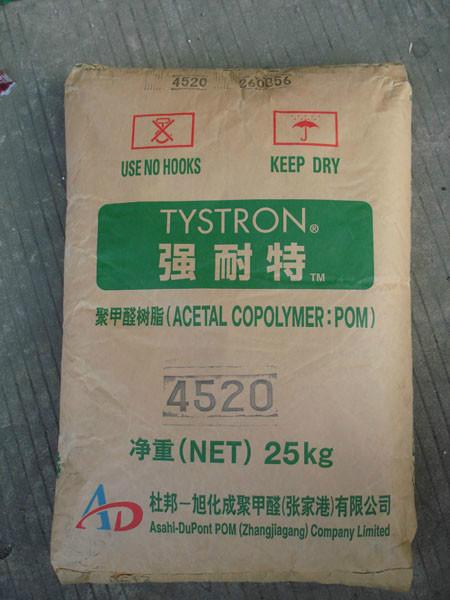 4520 260856
USE NO HOOKS KEEP DRY
TYSTRON®
强耐特™
聚甲醛树脂(ACETAL COPOLYMER:POM)
4520
净重(NET) 25kg
AD
杜邦-旭化成聚甲醛(张家港)有限公司
Asahi-DuPont POM (Zhangjiagang) Company Limited